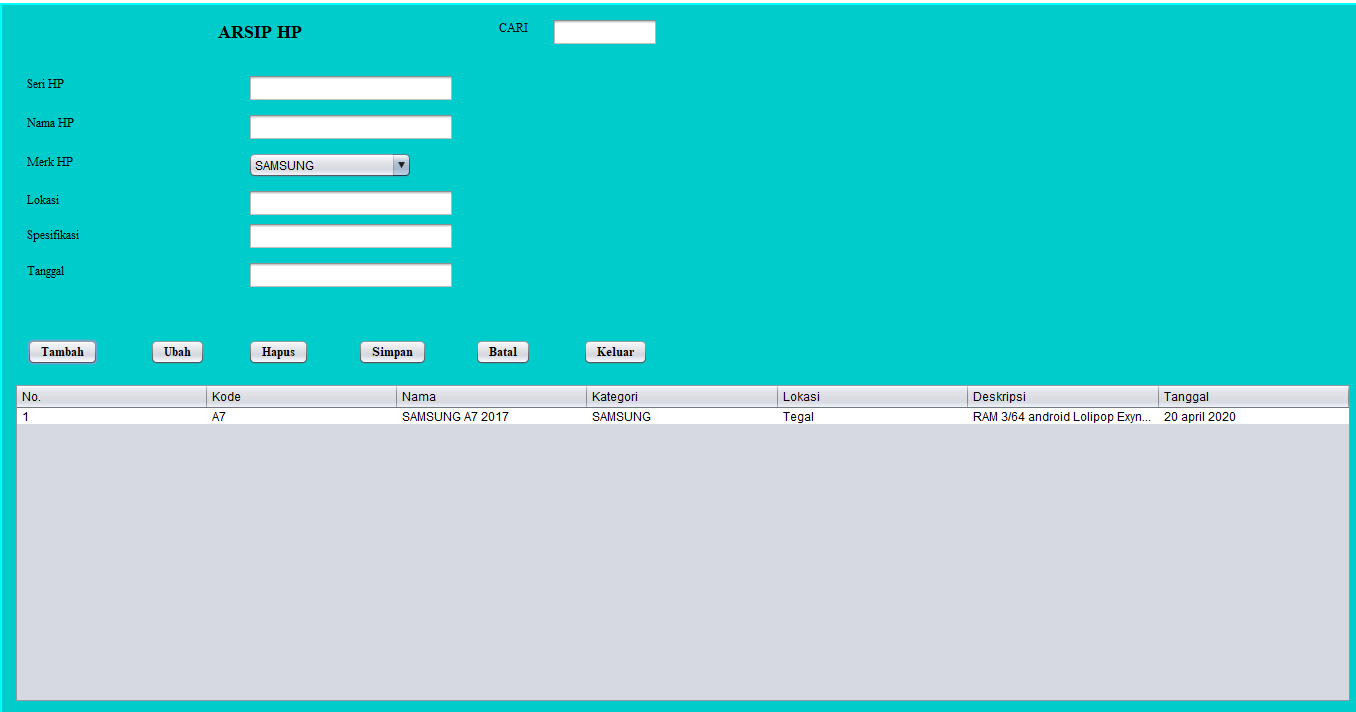 ARSIP HP CARI
Seri HP
Nama HP
Merk HP SAMSUNG
Lokasi
Spesifikasi
Tanggal
Tambah Ubah Hapus Simpan Batal Keluar
No. Kode Nama Kategori Lokasi Deskripsi Tanggal
1 A7 SAMSUNG A7 2017 SAMSUNG Tegal RAM 3/64 android Lolipop Exyn... 20 april 2020